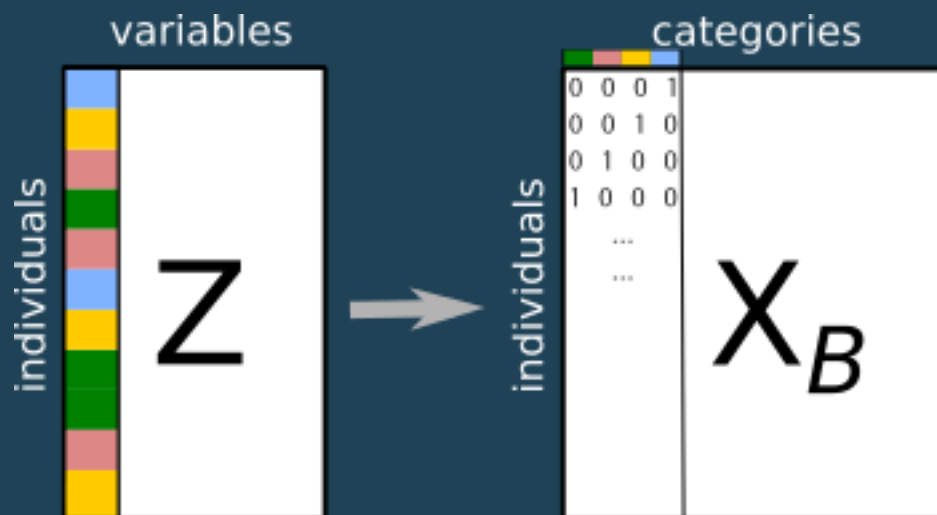 variables
individuals
Z
categories
individuals
0 0 0 1
0 0 1 0
0 1 0 0
1 0 0 0
...
...
X_B